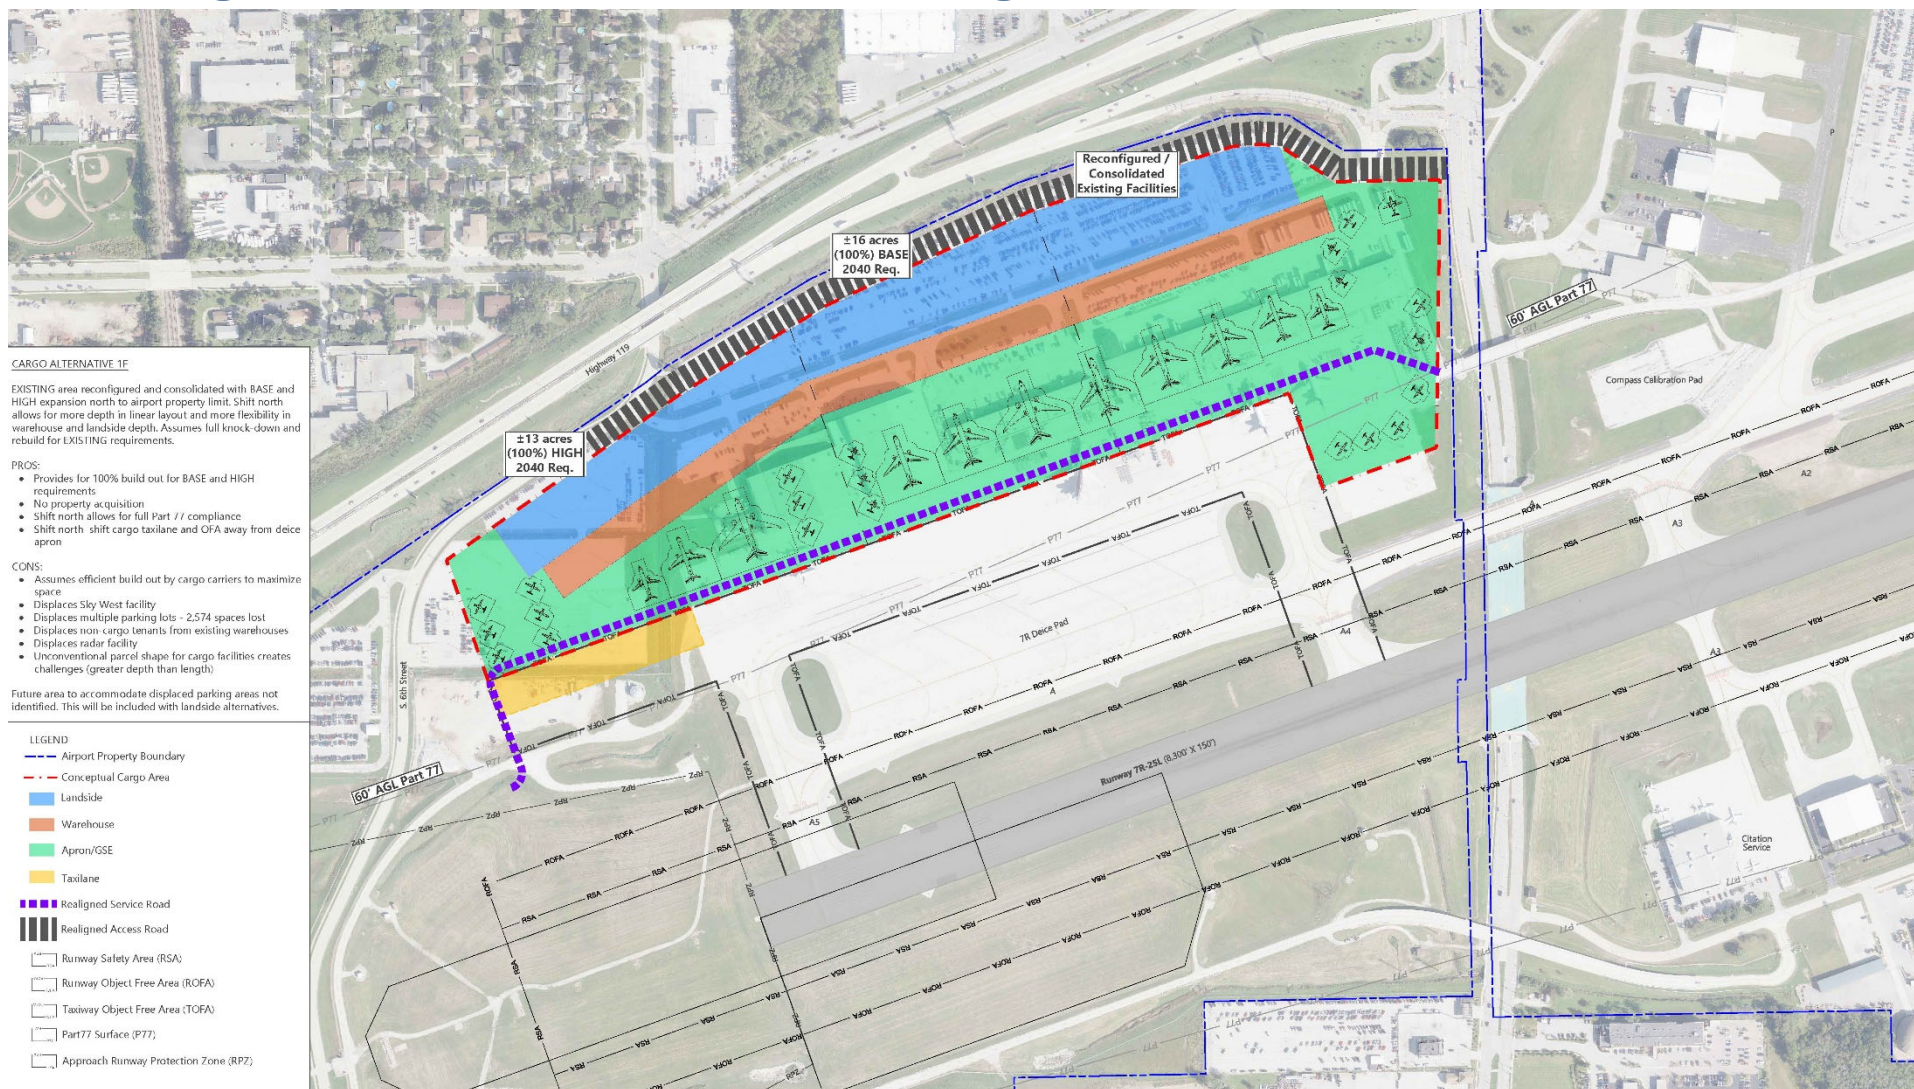 CARGO ALTERNATIVE 1F
EXISTING area reconfigured and consolidated with BASE and
HIGH expansion north to airport property limit. Shift north
allows for more depth in linear layout and more flexibility in
warehouse and landside depth. Assumes full knock-down and
rebuild for EXISTING requirements.
PROS:
• Provides for 100% build out for BASE and HIGH
requirements
• No property acquisition
• Shift north allows for full Part 77 compliance
• Shift north shift cargo taxilane and OFA away from deice
apron
CONS:
• Assumes efficient build out by cargo carriers to maximize
space
• Displaces Sky West facility
• Displaces multiple parking lots - 2,574 spaces lost
• Displaces non-cargo tenants from existing warehouses
• Displaces radar facility
• Unconventional parcel shape for cargo facilities creates
challenges (greater depth than length)
Future area to accommodate displaced parking areas not
identified. This will be included with landside alternatives.
LEGEND
Airport Property Boundary
Conceptual Cargo Area
Landside
Warehouse
Apron/GSE
Taxilane
Realigned Service Road
Realigned Access Road
Runway Safety Area (RSA)
Runway Object Free Area (ROFA)
Taxiway Object Free Area (TOFA)
Part77 Surface (P77)
Approach Runway Protection Zone (RPZ)
Reconfigured /
Consolidated
Existing Facilities
±16 acres
(100%) BASE
2040 Req.
±13 acres
(100%) HIGH
2040 Req.
Highway 119
S. 6th Street
60' AGL Part 77
60' AGL Part 77
Compass Calibration Pad
7R Deice Pad
Runway 7R-25L (8,300' X 150')
Citation
Service
A
A
A2
A3
A3
A4
A5
P
P77
TOFA
ROFA
RSA
RPZ